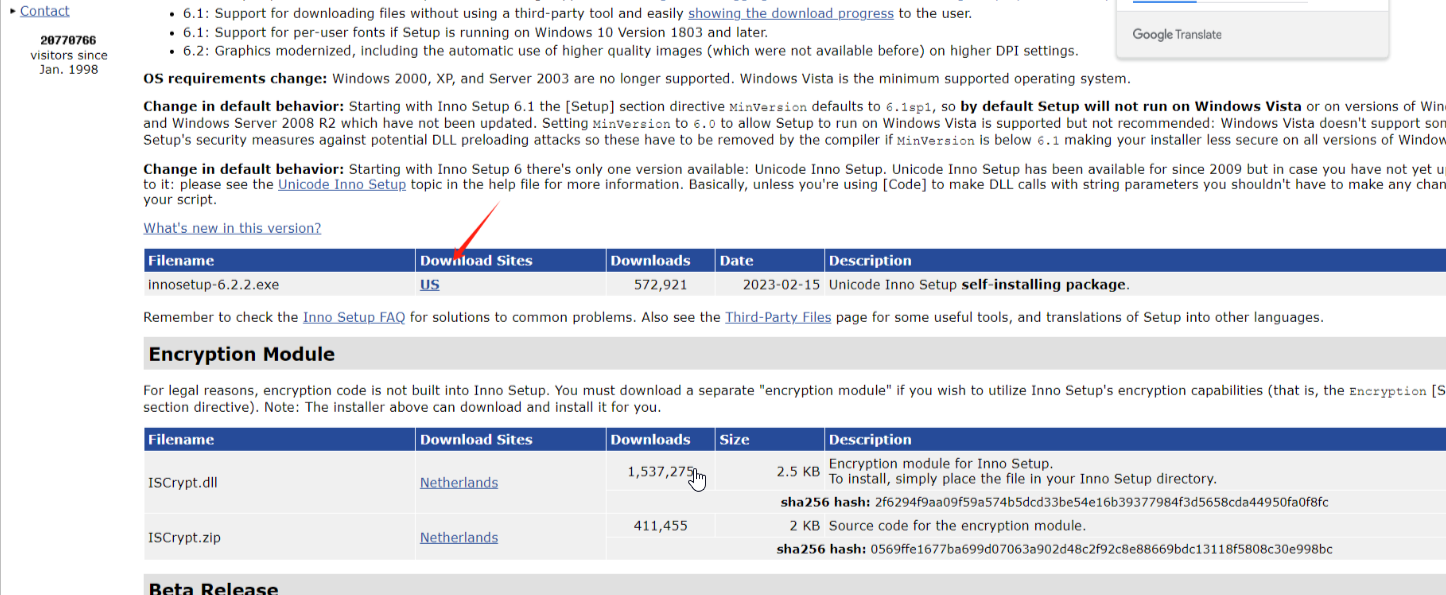 Contact
20770766
visitors since
Jan. 1998
• 6.1: Support for downloading files without using a third-party tool and easily showing the download progress to the user.
• 6.1: Support for per-user fonts if Setup is running on Windows 10 Version 1803 and later.
• 6.2: Graphics modernized, including the automatic use of higher quality images (which were not available before) on higher DPI settings.
Google Translate
OS requirements change: Windows 2000, XP, and Server 2003 are no longer supported. Windows Vista is the minimum supported operating system.
Change in default behavior: Starting with Inno Setup 6.1 the [Setup] section directive MinVersion defaults to 6.1sp1, so by default Setup will not run on Windows Vista or on versions of
and Windows Server 2008 R2 which have not been updated. Setting MinVersion to 6.0 to allow Setup to run on Windows Vista is supported but not recommended: Windows Vista doesn't support
Setup's security measures against potential DLL preloading attacks so these have to be removed by the compiler if MinVersion is below 6.1 making your installer less secure on all versions of
Change in default behavior: Starting with Inno Setup 6 there's only one version available: Unicode Inno Setup. Unicode Inno Setup has been available for since 2009 but in case you have not yet
to it: please see the Unicode Inno Setup topic in the help file for more information. Basically, unless you're using [Code] to make DLL calls with string parameters you shouldn't have to make any
your script.
What's new in this version?
Filename Download Sites Downloads Date Description
innosetup-6.2.2.exe US 572,921 2023-02-15 Unicode Inno Setup self-installing package.
Remember to check the Inno Setup FAQ for solutions to common problems. Also see the Third-Party Files page for some useful tools, and translations of Setup into other languages.
Encryption Module
For legal reasons, encryption code is not built into Inno Setup. You must download a separate "encryption module" if you wish to utilize Inno Setup's encryption capabilities (that is, the Encryption
section directive). Note: The installer above can download and install it for you.
Filename Download Sites Downloads Size Description
ISCrypt.dll Netherlands 1,537,275 2.5 KB Encryption module for Inno Setup.
To install, simply place the file in your Inno Setup directory.
sha256 hash: 2f6294f9aa09f59a574b5dcd33be54e16b39377984f3d5658cda44950fa0f8fc
ISCrypt.zip Netherlands 411,455 2 KB Source code for the encryption module.
sha256 hash: 0569ffe1677ba699d07063a902d48c2f92c8e88669bdc13118f5808c30e998bc
Beta Release